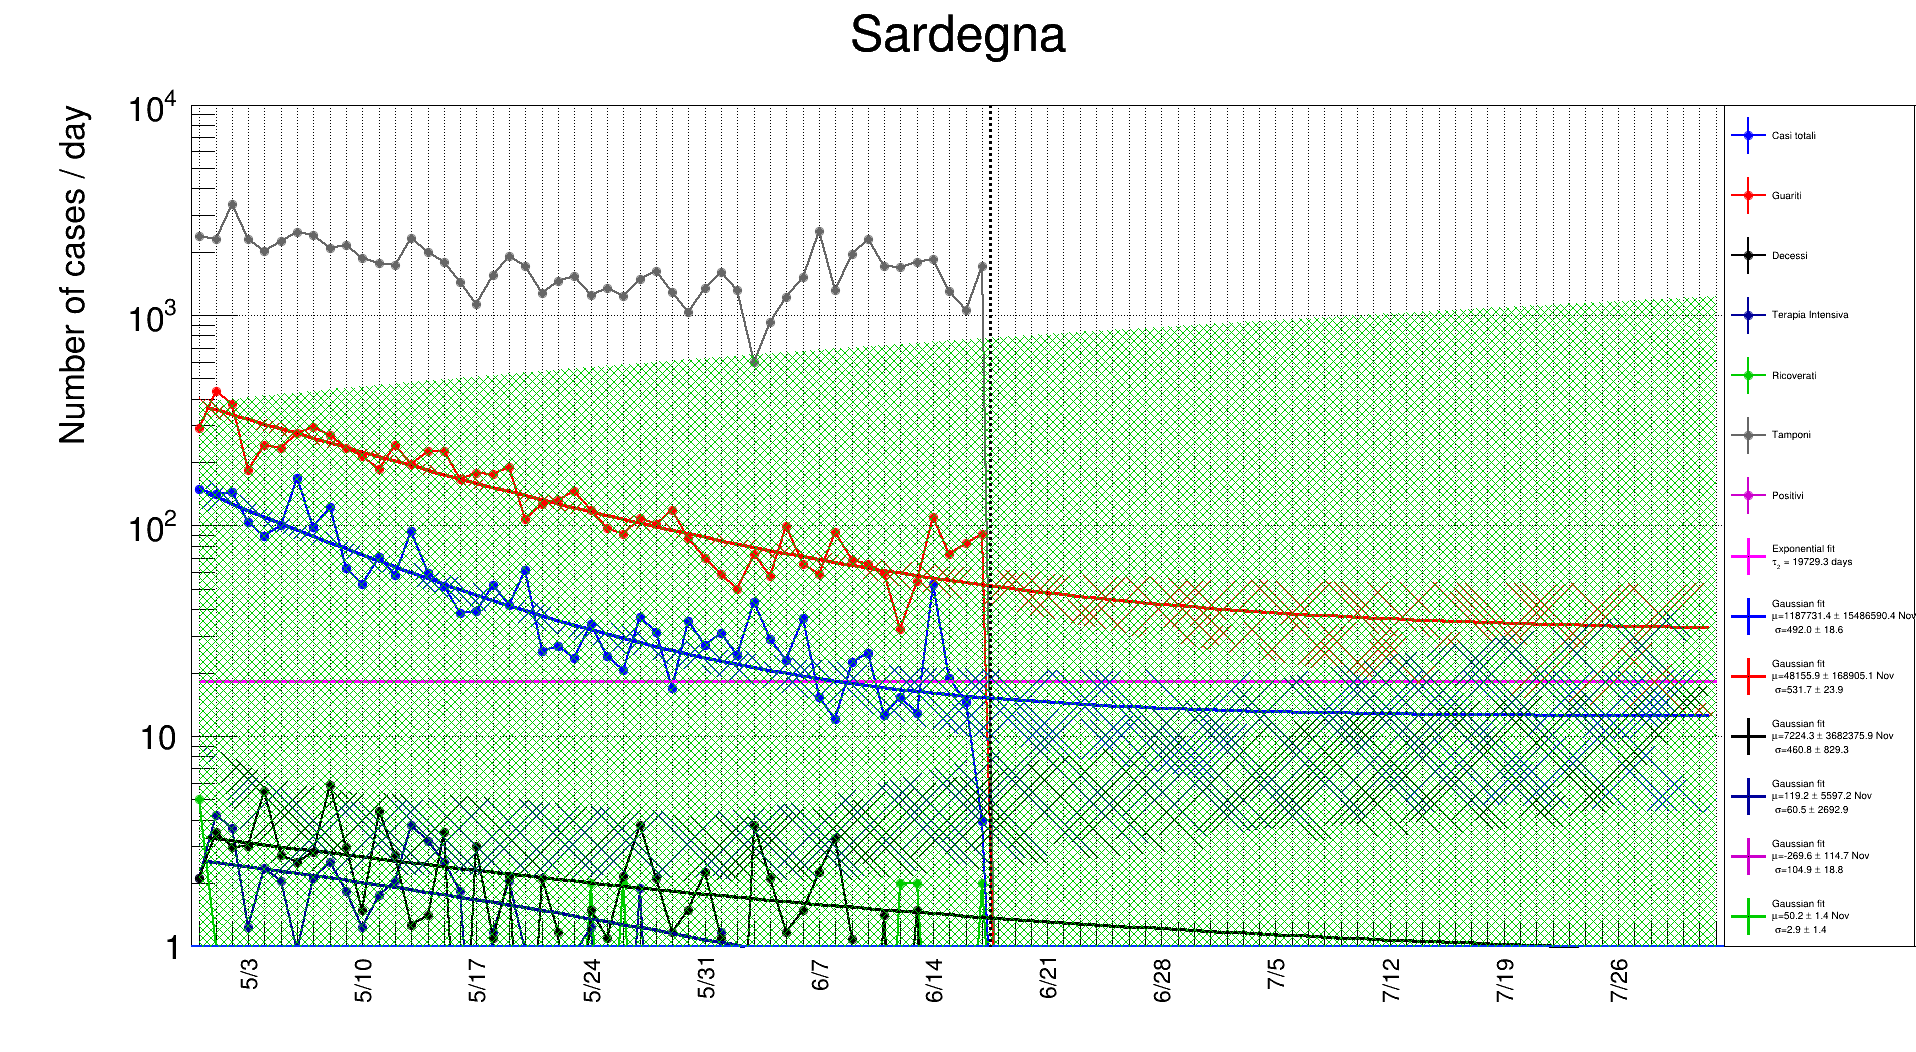 Sardegna
Number of cases / day
10⁴
10³
10²
10
1
5/3
5/10
5/17
5/24
5/31
6/7
6/14
6/21
6/28
7/5
7/12
7/19
7/26
Casi totali
Guariti
Decessi
Terapia Intensiva
Ricoverati
Tamponi
Positivi
Exponential fit
τ₂ = 19729.3 days
Gaussian fit
μ=1187731.4 ± 15486590.4 Nov
σ=492.0 ± 18.6
Gaussian fit
μ=48155.9 ± 168905.1 Nov
σ=531.7 ± 23.9
Gaussian fit
μ=7224.3 ± 3682375.9 Nov
σ=460.8 ± 829.3
Gaussian fit
μ=119.2 ± 5597.2 Nov
σ=60.5 ± 2692.9
Gaussian fit
μ=-269.6 ± 114.7 Nov
σ=104.9 ± 18.8
Gaussian fit
μ=50.2 ± 1.4 Nov
σ=2.9 ± 1.4